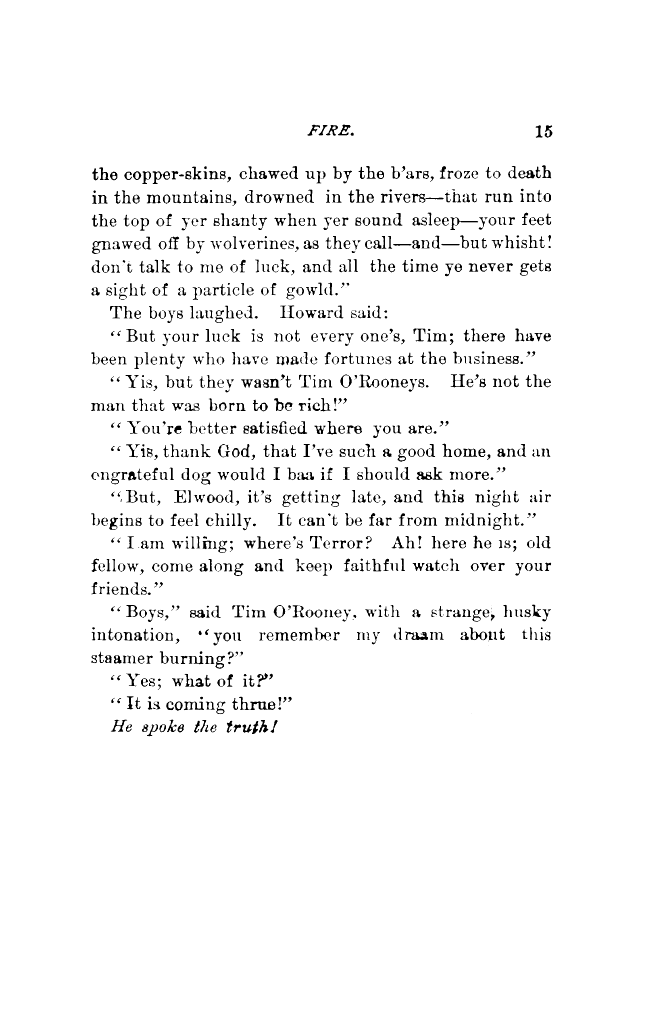 FIRE. 15
the copper-skins, chawed up by the b'ars, froze to death
in the mountains, drowned in the rivers—that run into
the top of yer shanty when yer sound asleep—your feet
gnawed off by wolverines, as they call—and—but whisht!
don't talk to me of luck, and all the time ye never gets
a sight of a particle of gowld."
The boys laughed. Howard said:
"But your luck is not every one's, Tim; there have
been plenty who have made fortunes at the business."
"Yis, but they wasn't Tim O'Rooneys. He's not the
man that was born to be rich!"
"You're better satisfied where you are."
"Yis, thank God, that I've such a good home, and an
engrateful dog would I baa if I should ask more."
"But, Elwood, it's getting late, and this night air
begins to feel chilly. It can't be far from midnight."
"I am willing; where's Terror? Ah! here he is; old
fellow, come along and keep faithful watch over your
friends."
"Boys," said Tim O'Rooney, with a strange, husky
intonation, "you remember my draam about this
staamer burning?"
"Yes; what of it?"
"It is coming thrue!"
He spoke the truth!